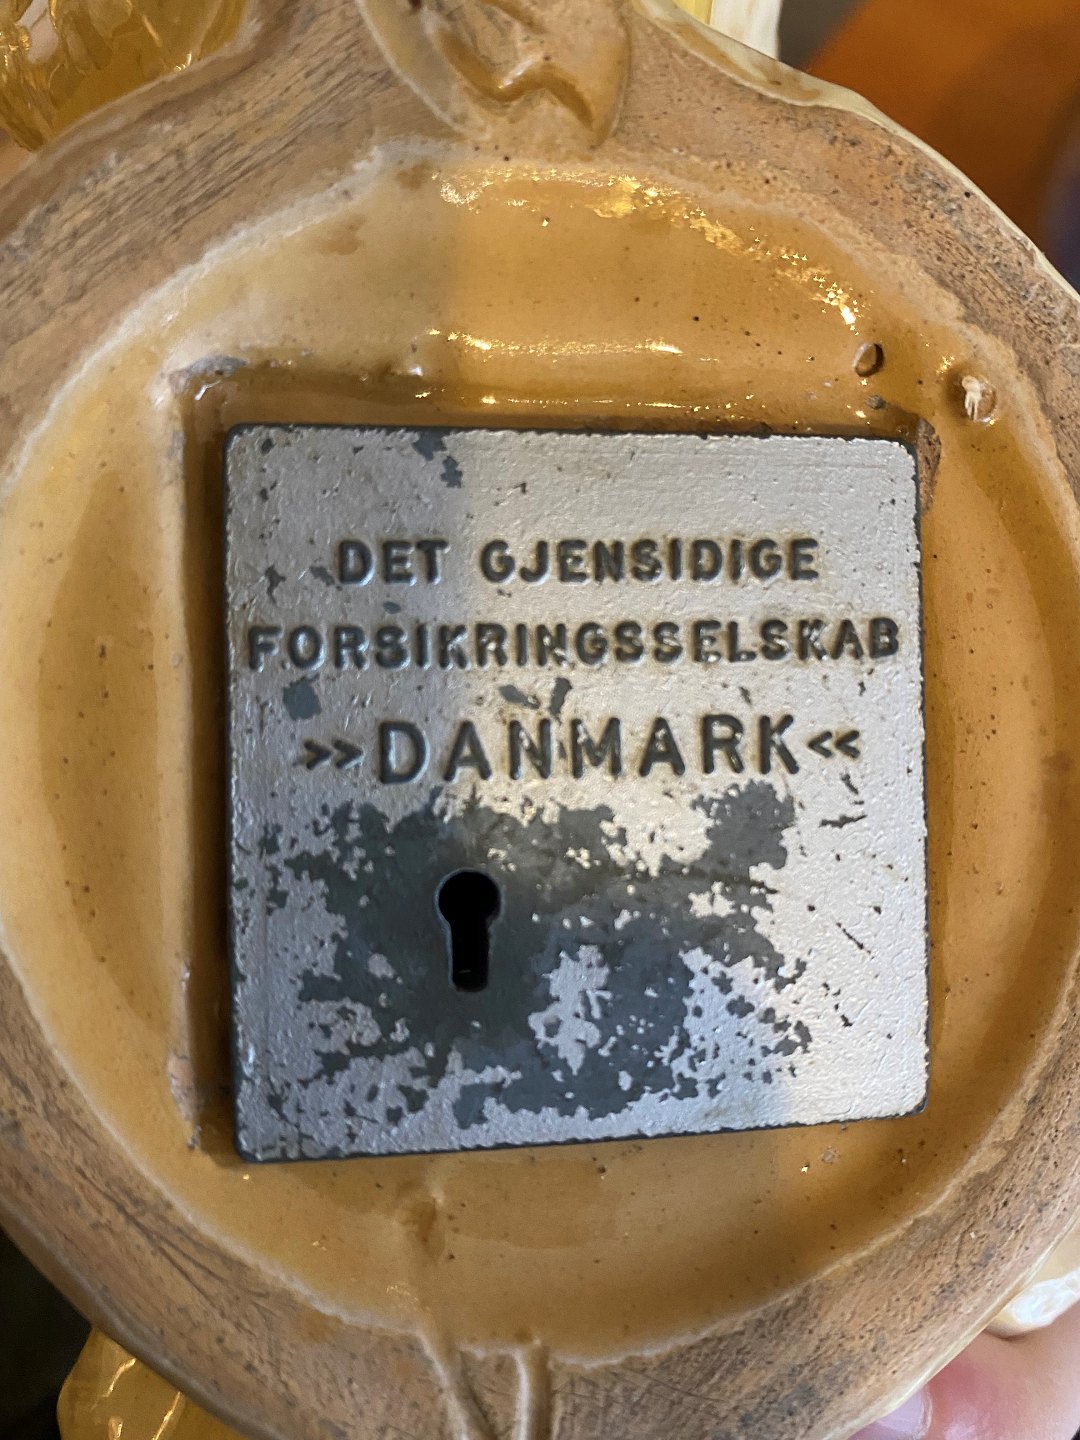 DET GJENSIDIGE
FORSIKRINGSSELSKAB
>>DANMARK<<